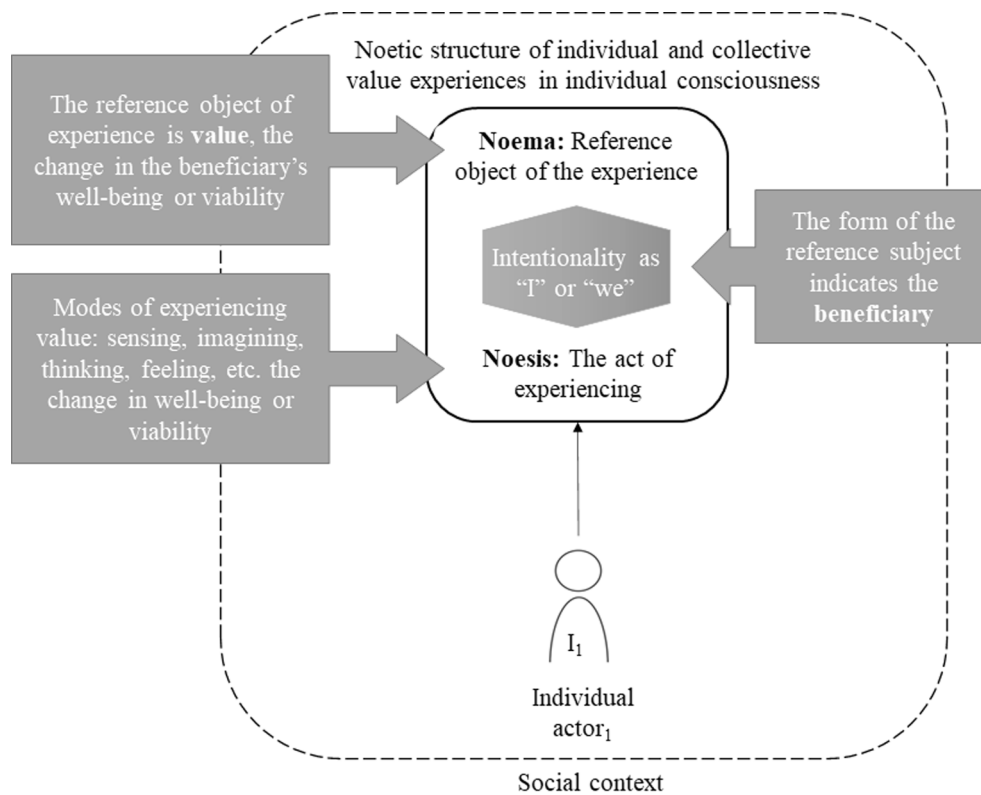 Noetic structure of individual and collective
value experiences in individual consciousness
The reference object of
experience is value, the
change in the beneficiary’s
well-being or viability
Noema: Reference
object of the experience
Intentionality as
“I” or “we”
The form of the
reference subject
indicates the
beneficiary
Modes of experiencing
value: sensing, imagining,
thinking, feeling, etc. the
change in well-being or
viability
Noesis: The act of
experiencing
I₁
Individual
actor₁
Social context